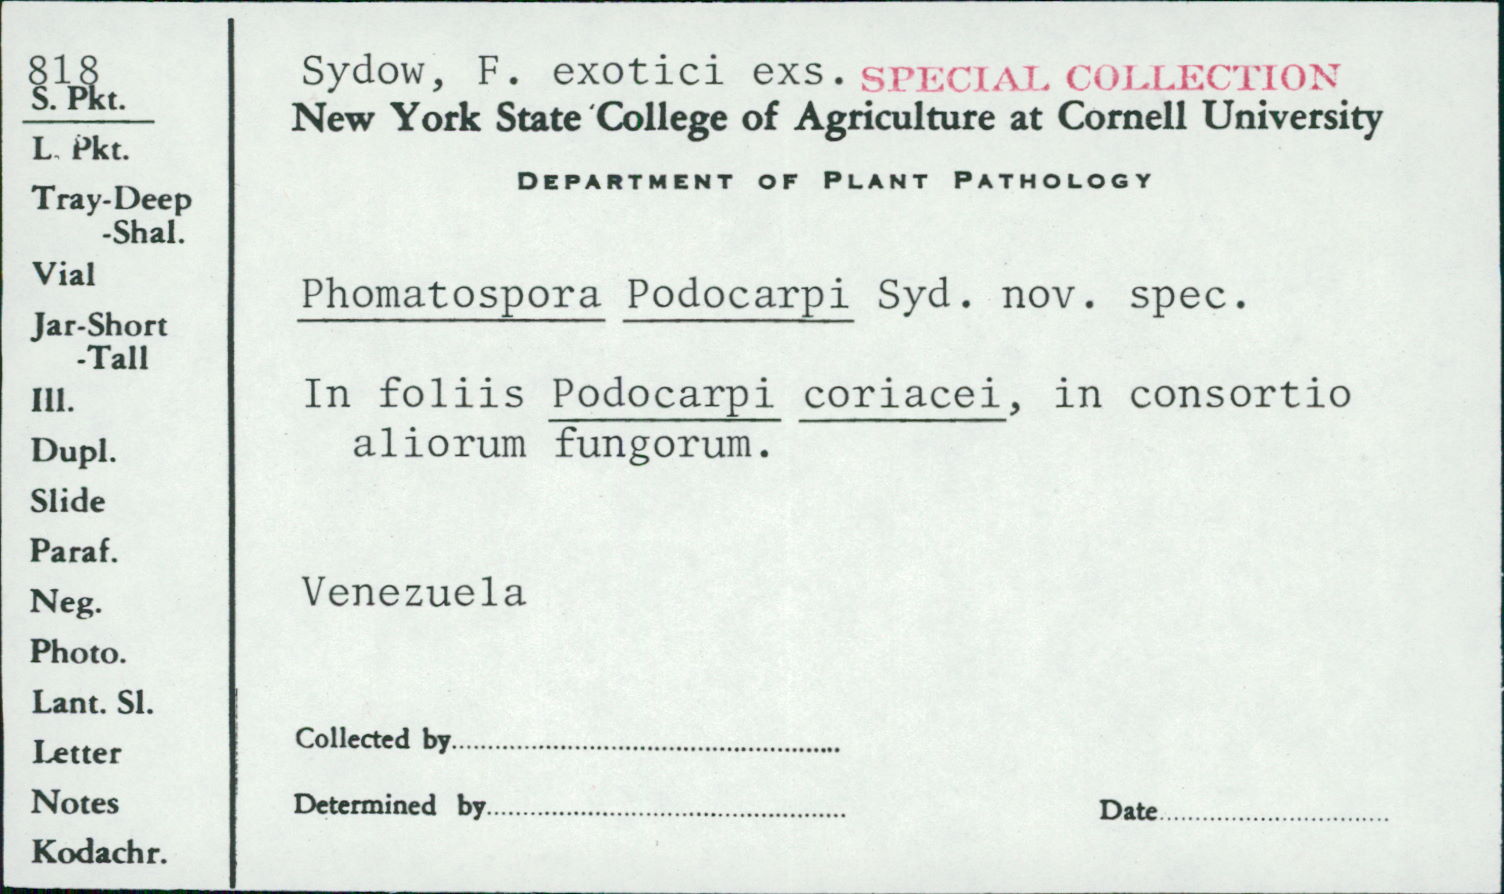 818
S. Pkt.
L. Pkt.
Tray-Deep
-Shal.
Vial
Jar-Short
-Tall
Ill.
Dupl.
Slide
Paraf.
Neg.
Photo.
Lant. Sl.
Letter
Notes
Kodachr.
Sydow, F. exotici exs. SPECIAL COLLECTION
New York State College of Agriculture at Cornell University
DEPARTMENT OF PLANT PATHOLOGY
Phomatospora Podocarpi Syd. nov. spec.
In foliis Podocarpi coriacei, in consortio
aliorum fungorum.
Venezuela
Collected by
Determined by
Date